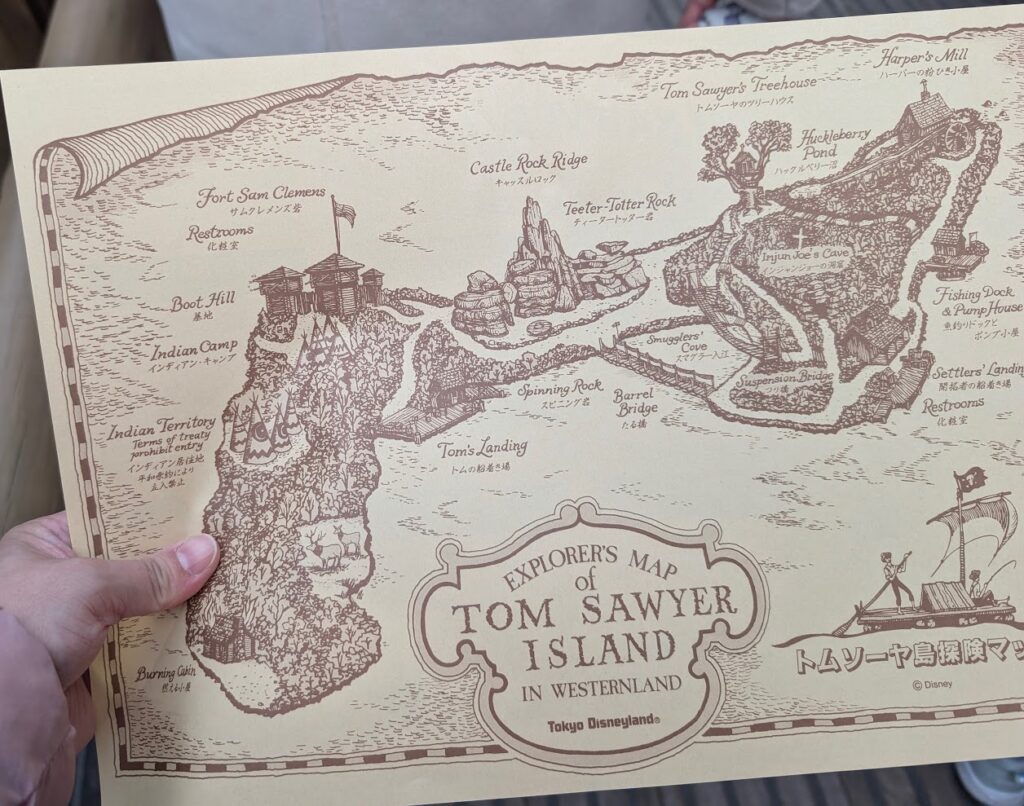 Harper's Mill
ハーパーの粉ひき小屋
Tom Sawyer's Treehouse
トムソーヤのツリーハウス
Huckleberry
Pond
ハックルベリー沼
Castle Rock Ridge
キャッスルロック
Teeter-Totter Rock
ティータートッター岩
Fort Sam Clemens
サムクレメンズ砦
Restrooms
化粧室
Injun Joe's Cave
インジャンジョーの洞窟
Boot Hill
墓地
Fishing Dock
& Pump House
魚釣りドックと
ポンプ小屋
Indian Camp
インディアン・キャンプ
Smugglers'
Cove
スマグラー入江
Suspension Bridge
つり橋
Settlers' Landin
開拓者の船着き場
Spinning Rock
スピニング岩
Barrel
Bridge
たる橋
Restrooms
化粧室
Indian Territory
Terms of treaty
prohibit entry
インディアン居住地
平和条約により
立入禁止
Tom's Landing
トムの船着き場
Burning Cabin
燃える小屋
EXPLORER'S MAP
of
TOM SAWYER
ISLAND
IN WESTERNLAND
Tokyo Disneyland®
トムソーヤ島探険マッ
© Disney